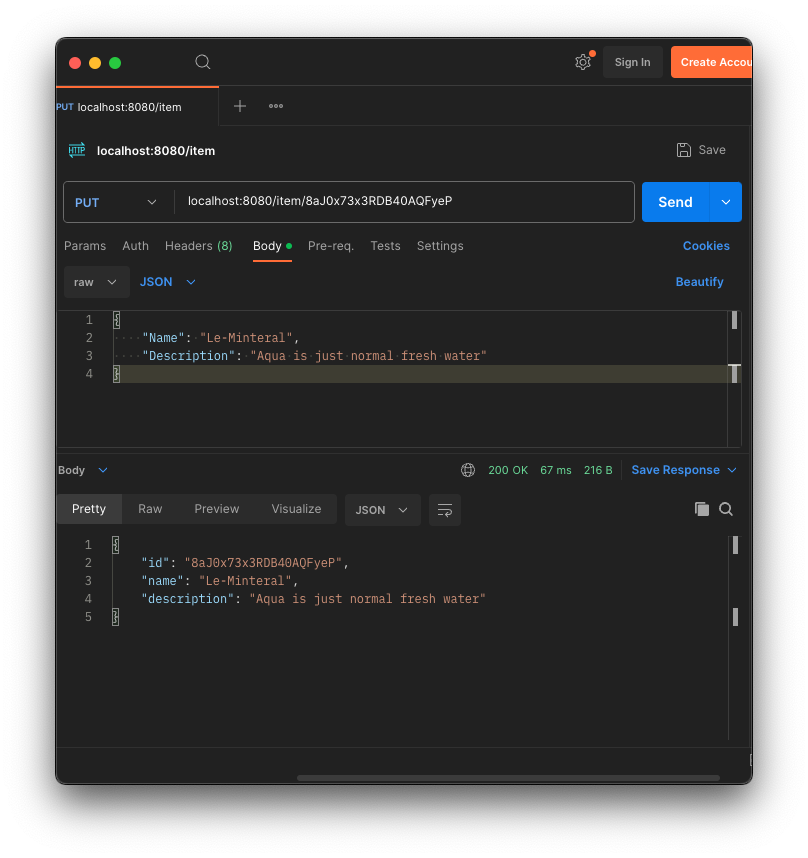 Sign In
Create Accou
PUT localhost:8080/item
HTTP localhost:8080/item
Save
PUT localhost:8080/item/8aJ0x73x3RDB40AQFyeP Send
Params Auth Headers (8) Body Pre-req. Tests Settings Cookies
raw JSON Beautify
1 {
2 "Name": "Le-Minteral",
3 "Description": "Aqua is just normal fresh water"
4 }
Body 200 OK 67 ms 216 B Save Response
Pretty Raw Preview Visualize JSON
1 {
2 "id": "8aJ0x73x3RDB40AQFyeP",
3 "name": "Le-Minteral",
4 "description": "Aqua is just normal fresh water"
5 }